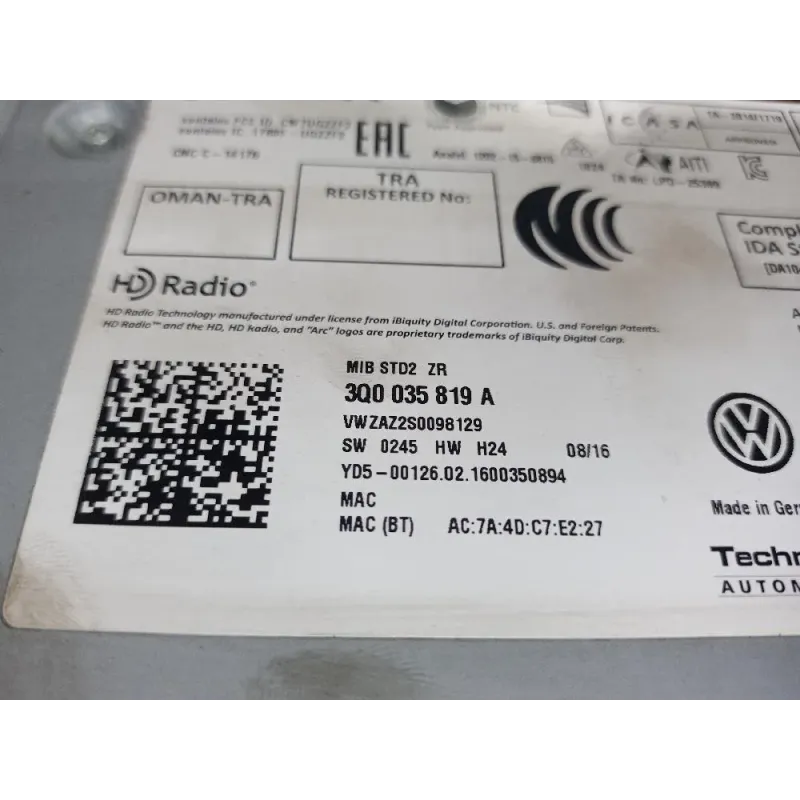 EAC
ICASA
OMAN-TRA
TRA
REGISTERED No:
Compl
IDA S
HD Radio®
HD Radio Technology manufactured under license from iBiquity Digital Corporation. U.S. and Foreign Patents.
HD Radio™ and the HD, HD Radio, and "Arc" logos are proprietary trademarks of iBiquity Digital Corp.
MIB STD2 ZR
3Q0 035 819 A
VWZAZ2S0098129
SW 0245 HW H24 08/16
YD5-00126.02.1600350894
MAC
MAC (BT) AC:7A:4D:C7:E2:27
Made in Ger
Techn
AUTOM